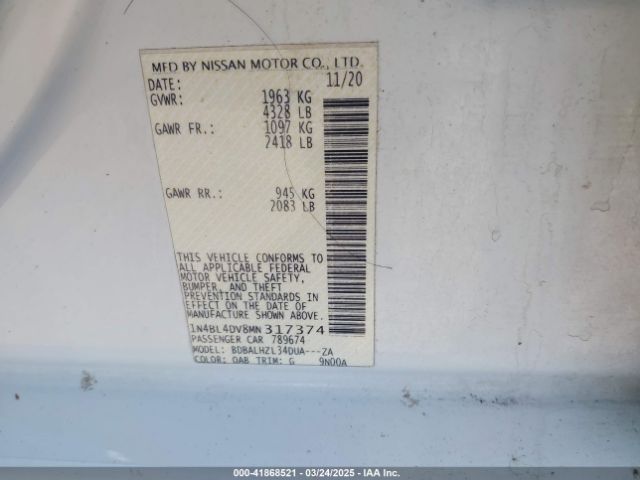 MFD BY NISSAN MOTOR CO., LTD.
DATE: 11/20
GVWR: 1963 KG
4328 LB
GAWR FR.: 1097 KG
2418 LB
GAWR RR.: 945 KG
2083 LB
THIS VEHICLE CONFORMS TO
ALL APPLICABLE FEDERAL
MOTOR VEHICLE SAFETY,
BUMPER, AND THEFT
PREVENTION STANDARDS IN
EFFECT ON THE DATE OF
MANUFACTURE SHOWN ABOVE.
1N4BL4DV8MN317374
PASSENGER CAR 789674
MODEL: BDBALHZL34DUA---ZA
COLOR: QAB TRIM: G 9N00A
000-41868521 | 03/24/2025 - IAA Inc.